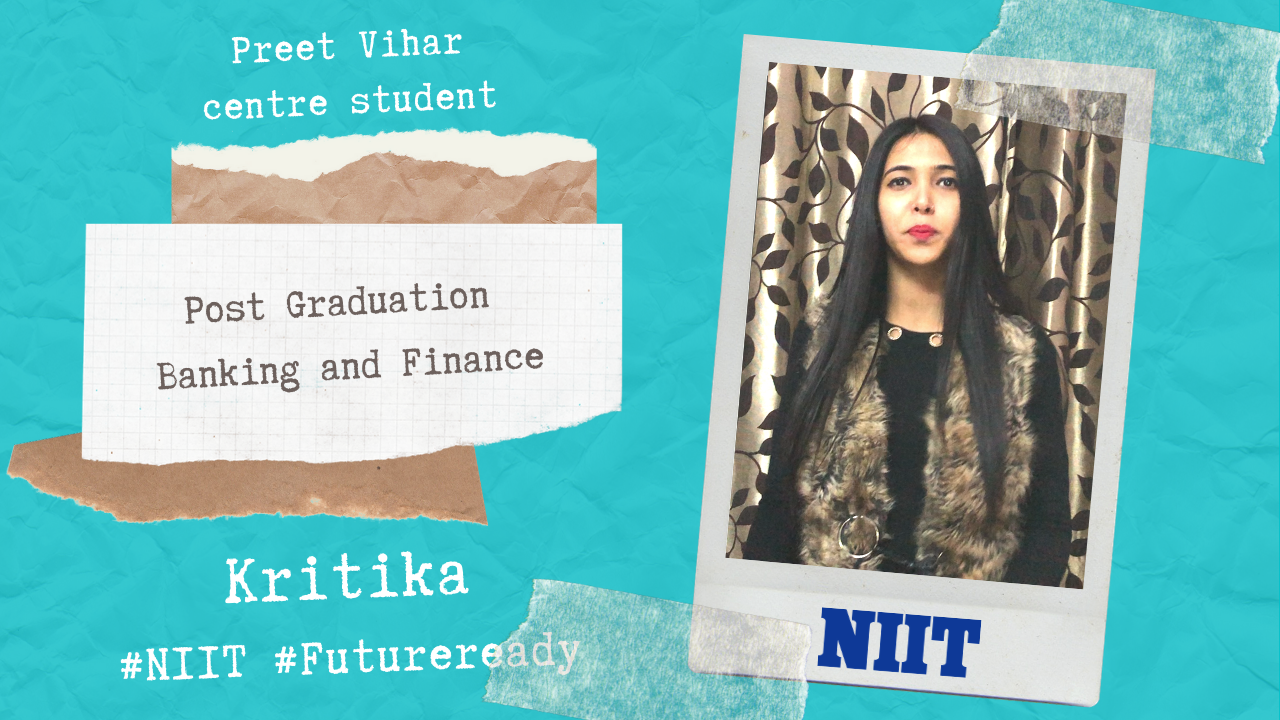 Preet Vihar
centre student
Post Graduation
Banking and Finance
Kritika
#NIIT #Futureready
NIIT